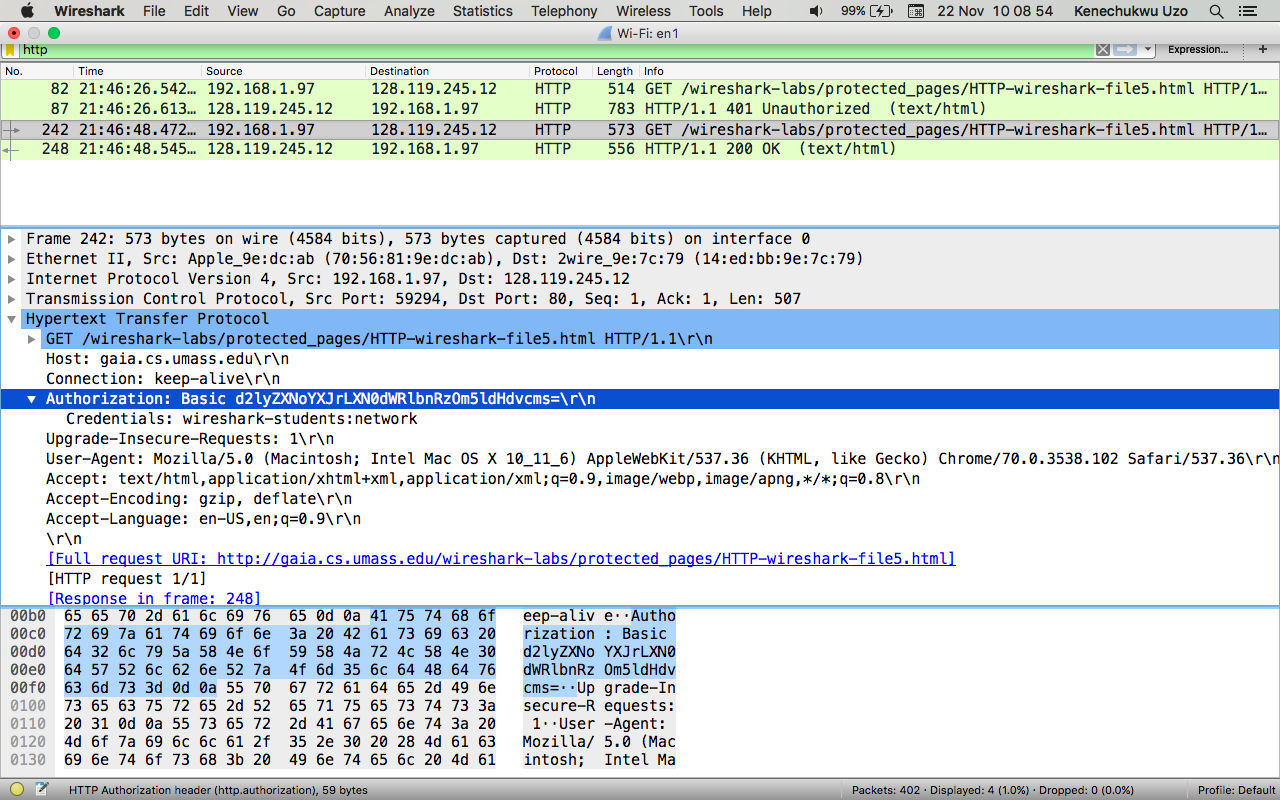 Wireshark File Edit View Go Capture Analyze Statistics Telephony Wireless Tools Help 99% 22 Nov 10 08 54 Kenechukwu Uzo
Wi-Fi: en1
http Expression... +
No. Time Source Destination Protocol Length Info
82 21:46:26.542… 192.168.1.97 128.119.245.12 HTTP 514 GET /wireshark-labs/protected_pages/HTTP-wireshark-file5.html HTTP/1…
87 21:46:26.613… 128.119.245.12 192.168.1.97 HTTP 783 HTTP/1.1 401 Unauthorized (text/html)
242 21:46:48.472… 192.168.1.97 128.119.245.12 HTTP 573 GET /wireshark-labs/protected_pages/HTTP-wireshark-file5.html HTTP/1…
248 21:46:48.545… 128.119.245.12 192.168.1.97 HTTP 556 HTTP/1.1 200 OK (text/html)
Frame 242: 573 bytes on wire (4584 bits), 573 bytes captured (4584 bits) on interface 0
Ethernet II, Src: Apple_9e:dc:ab (70:56:81:9e:dc:ab), Dst: 2wire_9e:7c:79 (14:ed:bb:9e:7c:79)
Internet Protocol Version 4, Src: 192.168.1.97, Dst: 128.119.245.12
Transmission Control Protocol, Src Port: 59294, Dst Port: 80, Seq: 1, Ack: 1, Len: 507
Hypertext Transfer Protocol
GET /wireshark-labs/protected_pages/HTTP-wireshark-file5.html HTTP/1.1\r\n
Host: gaia.cs.umass.edu\r\n
Connection: keep-alive\r\n
Authorization: Basic d2lyZXNoYXJrLXN0dWRlbnRzOm5ldHdvcms=\r\n
Credentials: wireshark-students:network
Upgrade-Insecure-Requests: 1\r\n
User-Agent: Mozilla/5.0 (Macintosh; Intel Mac OS X 10_11_6) AppleWebKit/537.36 (KHTML, like Gecko) Chrome/70.0.3538.102 Safari/537.36\r\n
Accept: text/html,application/xhtml+xml,application/xml;q=0.9,image/webp,image/apng,*/*;q=0.8\r\n
Accept-Encoding: gzip, deflate\r\n
Accept-Language: en-US,en;q=0.9\r\n
\r\n
[Full request URI: http://gaia.cs.umass.edu/wireshark-labs/protected_pages/HTTP-wireshark-file5.html]
[HTTP request 1/1]
[Response in frame: 248]
00b0 65 65 70 2d 61 6c 69 76 65 0d 0a 41 75 74 68 6f eep-aliv e··Autho
00c0 72 69 7a 61 74 69 6f 6e 3a 20 42 61 73 69 63 20 rization : Basic
00d0 64 32 6c 79 5a 58 4e 6f 59 58 4a 72 4c 58 4e 30 d2lyZXNo YXJrLXN0
00e0 64 57 52 6c 62 6e 52 7a 4f 6d 35 6c 64 48 64 76 dWRlbnRz Om5ldHdv
00f0 63 6d 73 3d 0d 0a 55 70 67 72 61 64 65 2d 49 6e cms=··Up grade-In
0100 73 65 63 75 72 65 2d 52 65 71 75 65 73 74 73 3a secure-R equests:
0110 20 31 0d 0a 55 73 65 72 2d 41 67 65 6e 74 3a 20 1··User -Agent:
0120 4d 6f 7a 69 6c 6c 61 2f 35 2e 30 20 28 4d 61 63 Mozilla/ 5.0 (Mac
0130 69 6e 74 6f 73 68 3b 20 49 6e 74 65 6c 20 4d 61 intosh; Intel Ma
HTTP Authorization header (http.authorization), 59 bytes Packets: 402 · Displayed: 4 (1.0%) · Dropped: 0 (0.0%) Profile: Default